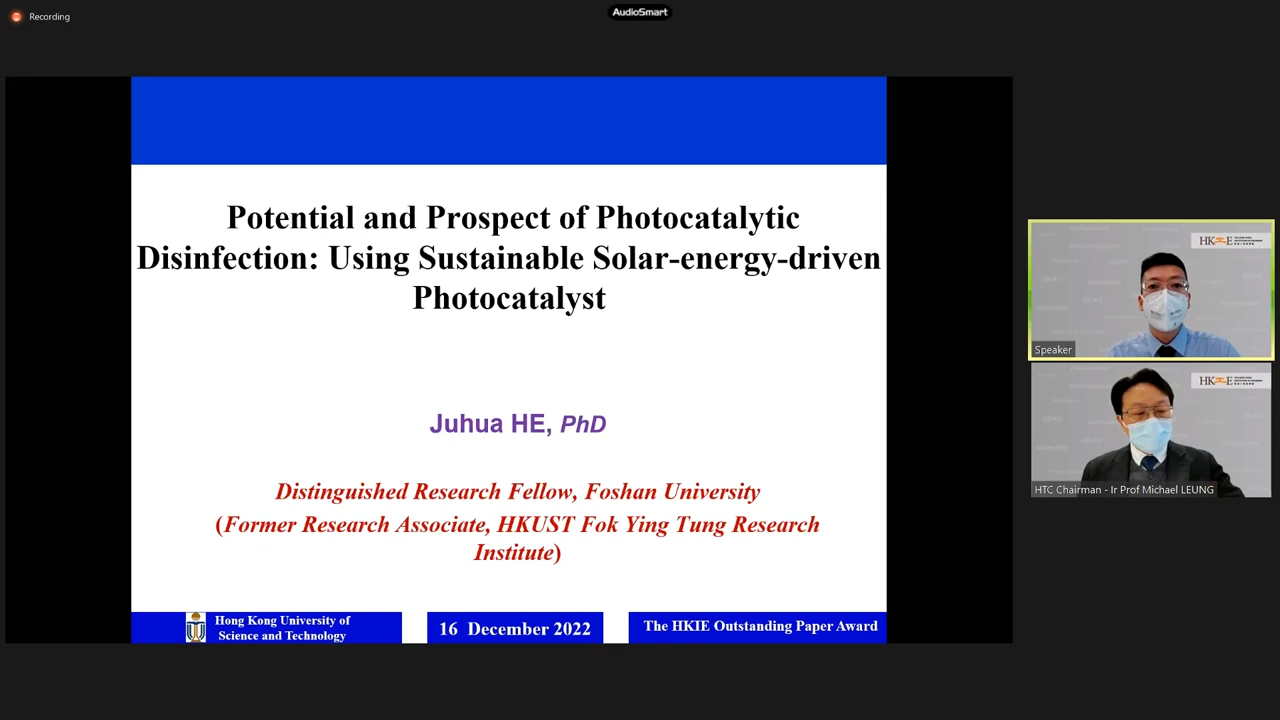 Recording
AudioSmart
Potential and Prospect of Photocatalytic
Disinfection: Using Sustainable Solar-energy-driven
Photocatalyst
Juhua HE, PhD
Distinguished Research Fellow, Foshan University
(Former Research Associate, HKUST Fok Ying Tung Research
Institute)
Hong Kong University of
Science and Technology
16 December 2022
The HKIE Outstanding Paper Award
Speaker
HTC Chairman - Ir Prof Michael LEUNG